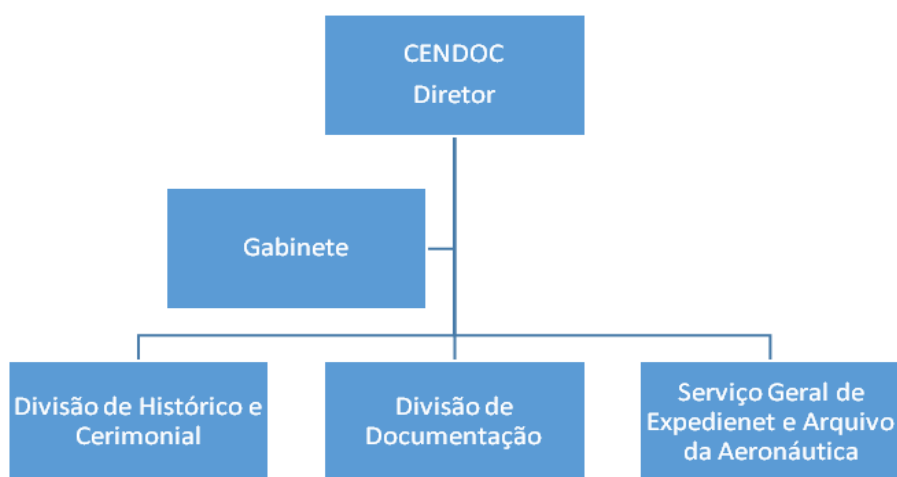 CENDOC
Diretor
Gabinete
Divisão de Histórico e
Cerimonial
Divisão de
Documentação
Serviço Geral de
Expedienet e Arquivo
da Aeronáutica